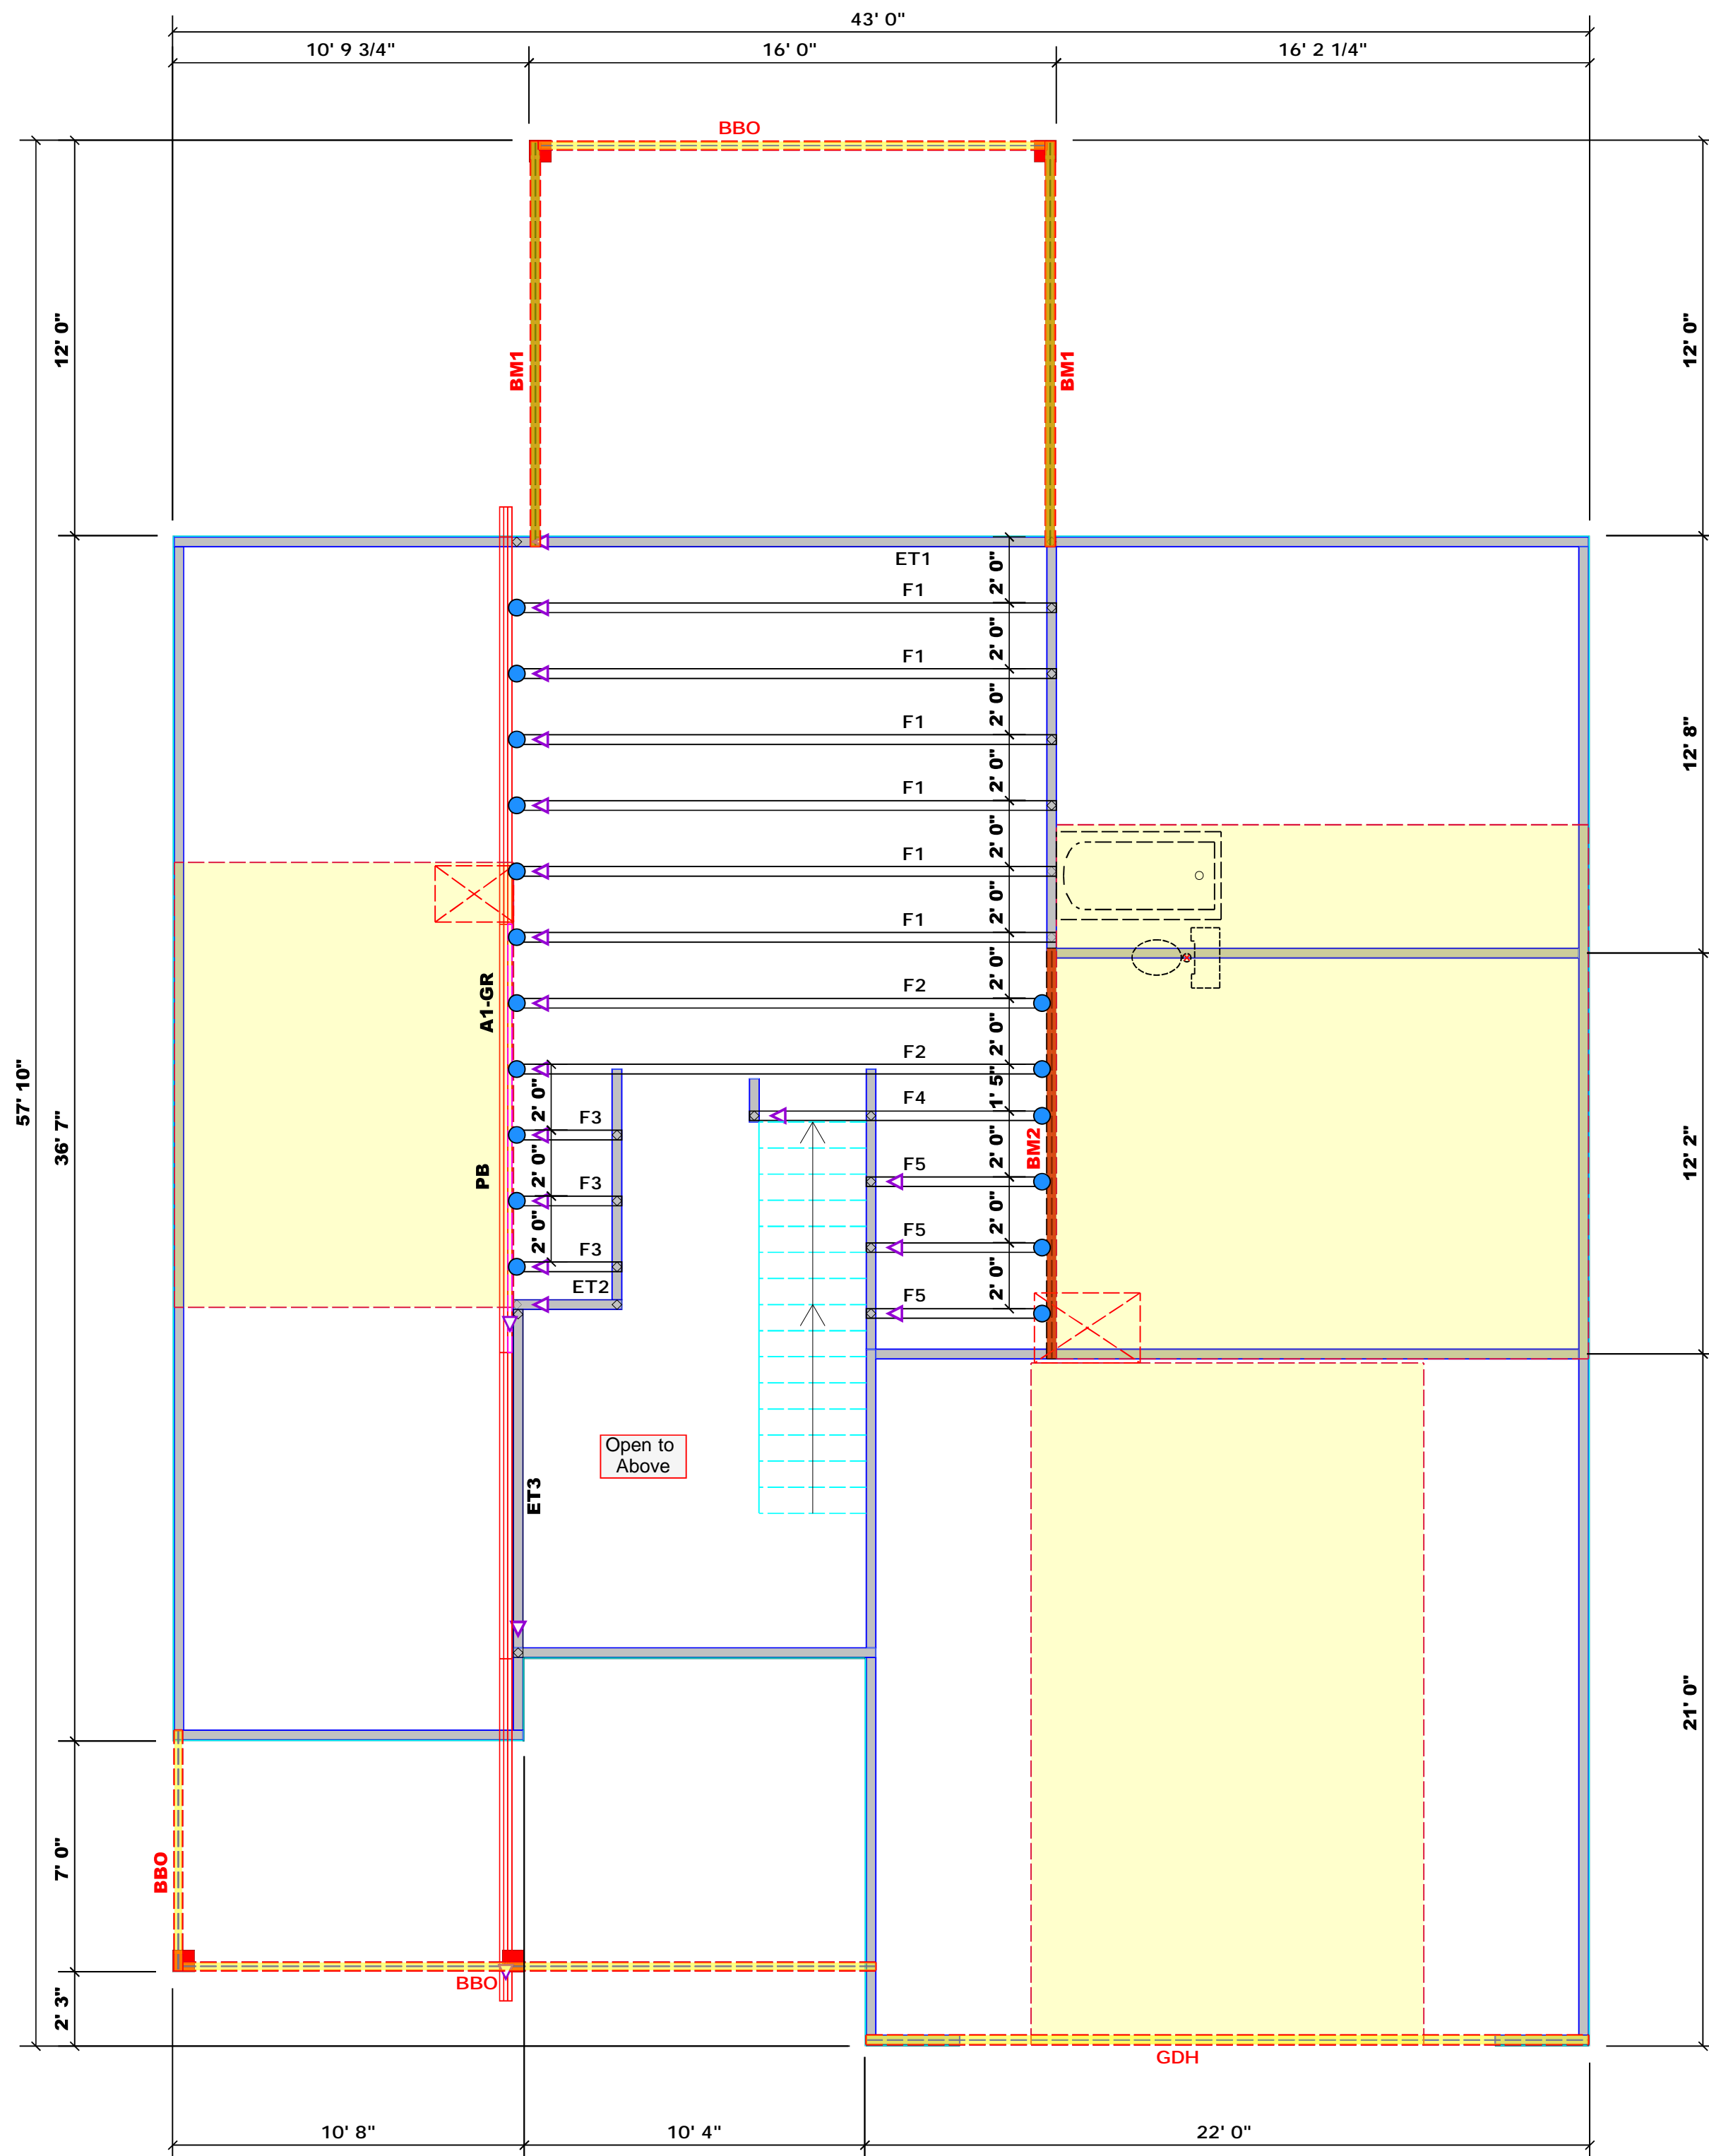 43' 0"
10' 9 3/4"
16' 0"
16' 2 1/4"
BBO
12' 0"
12' 0"
BM1
BM1
ET1
2' 0"
F1
2' 0"
F1
2' 0"
F1
12' 8"
2' 0"
F1
2' 0"
F1
2' 0"
F1
2' 0"
A1-GR
F2
2' 0"
F2
57' 10"
36' 7"
2' 0"
1' 5"
F4
F3
BM2
2' 0"
12' 2"
PB
2' 0"
F5
F3
2' 0"
2' 0"
F5
F3
2' 0"
ET2
F5
Open to
Above
ET3
21' 0"
7' 0"
BBO
BBO
2' 3"
GDH
10' 8"
10' 4"
22' 0"